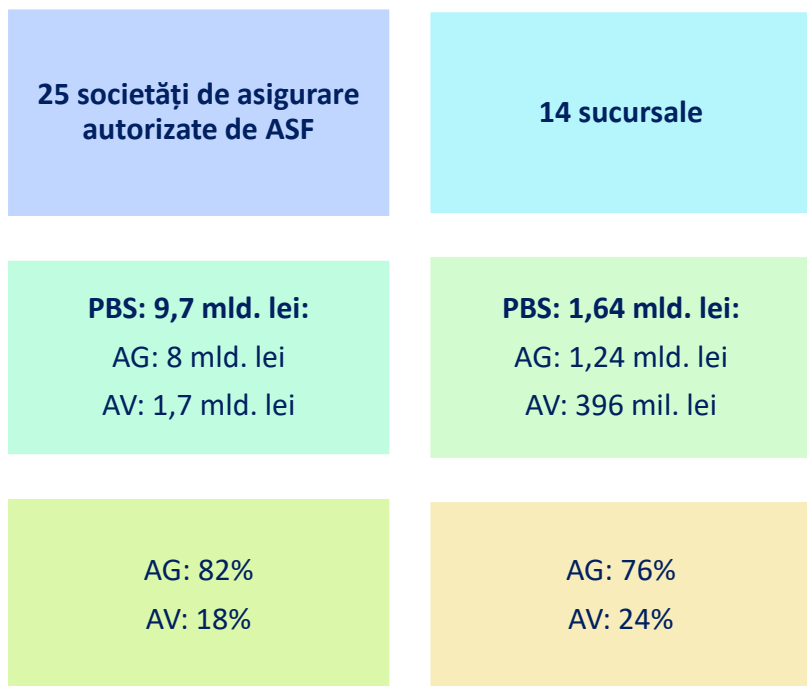 25 societăți de asigurare
autorizate de ASF
14 sucursale
PBS: 9,7 mld. lei:
AG: 8 mld. lei
AV: 1,7 mld. lei
PBS: 1,64 mld. lei:
AG: 1,24 mld. lei
AV: 396 mil. lei
AG: 82%
AV: 18%
AG: 76%
AV: 24%